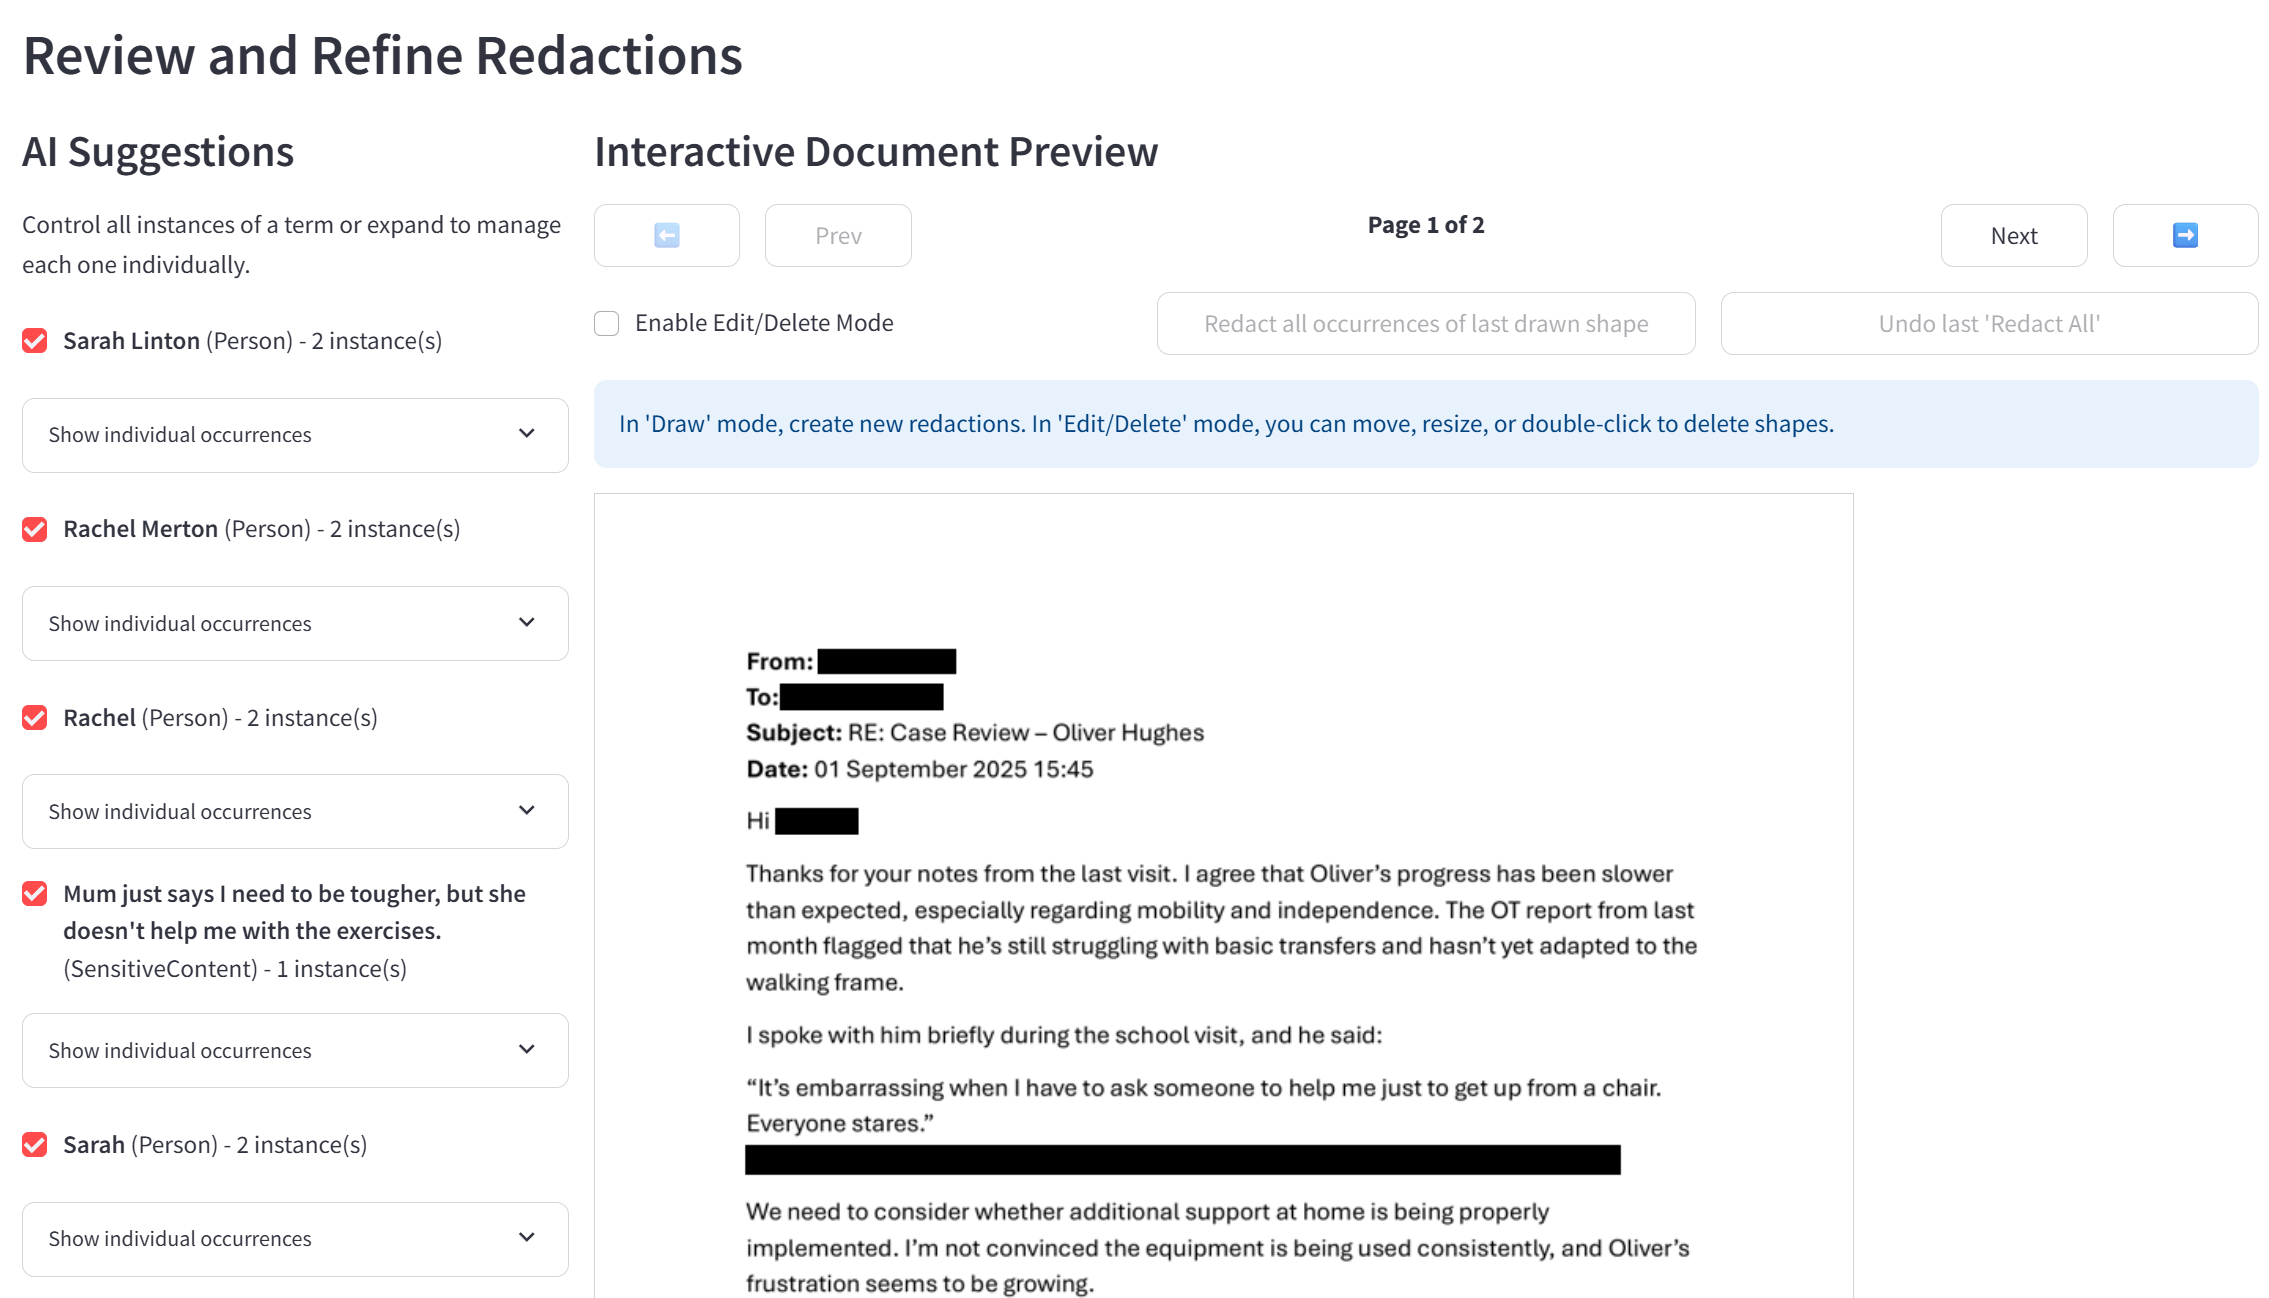 Review and Refine Redactions
AI Suggestions
Control all instances of a term or expand to manage
each one individually.
Sarah Linton (Person) - 2 instance(s)
Show individual occurrences
Rachel Merton (Person) - 2 instance(s)
Show individual occurrences
Rachel (Person) - 2 instance(s)
Show individual occurrences
Mum just says I need to be tougher, but she
doesn't help me with the exercises.
(SensitiveContent) - 1 instance(s)
Show individual occurrences
Sarah (Person) - 2 instance(s)
Show individual occurrences
Interactive Document Preview
Prev
Page 1 of 2
Next
Enable Edit/Delete Mode
Redact all occurrences of last drawn shape
Undo last 'Redact All'
In 'Draw' mode, create new redactions. In 'Edit/Delete' mode, you can move, resize, or double-click to delete shapes.
From:
To:
Subject: RE: Case Review – Oliver Hughes
Date: 01 September 2025 15:45
Hi
Thanks for your notes from the last visit. I agree that Oliver’s progress has been slower
than expected, especially regarding mobility and independence. The OT report from last
month flagged that he’s still struggling with basic transfers and hasn’t yet adapted to the
walking frame.
I spoke with him briefly during the school visit, and he said:
“It’s embarrassing when I have to ask someone to help me just to get up from a chair.
Everyone stares.”
We need to consider whether additional support at home is being properly
implemented. I’m not convinced the equipment is being used consistently, and Oliver’s
frustration seems to be growing.